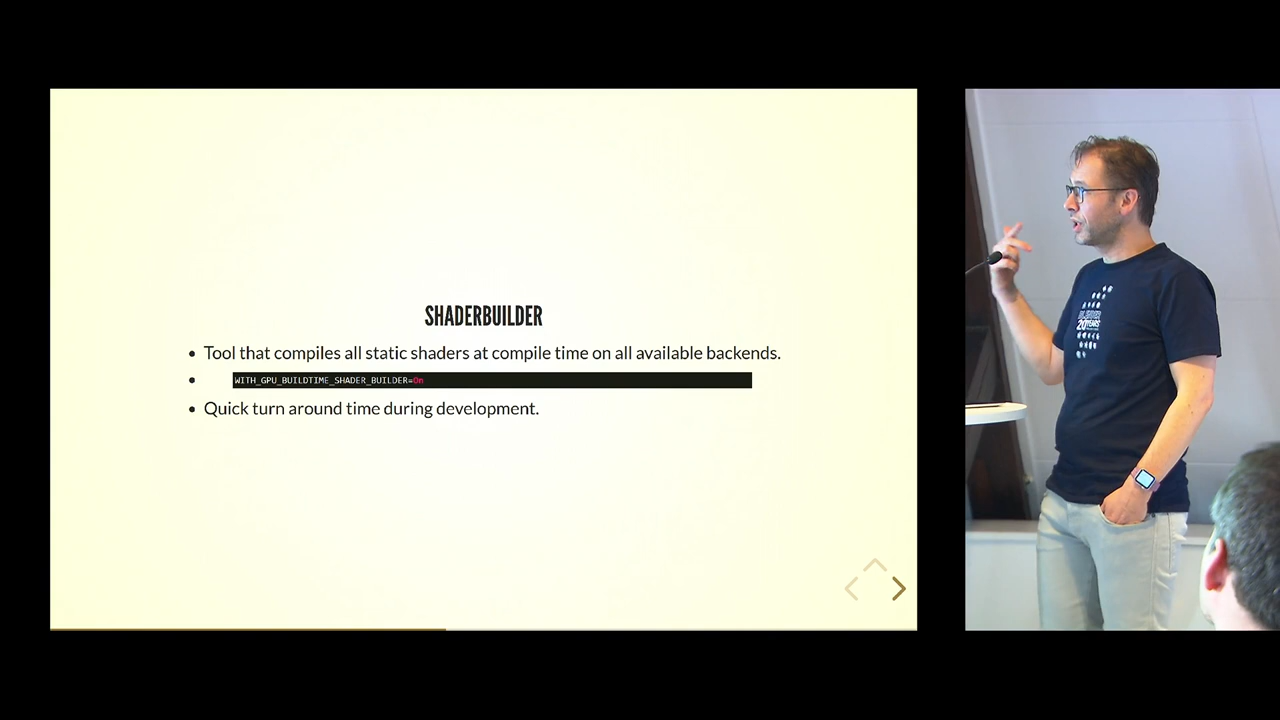 SHADERBUILDER
Tool that compiles all static shaders at compile time on all available backends.
WITH_GPU_BUILDTIME_SHADER_BUILDER=On
Quick turn around time during development.
20YEARS